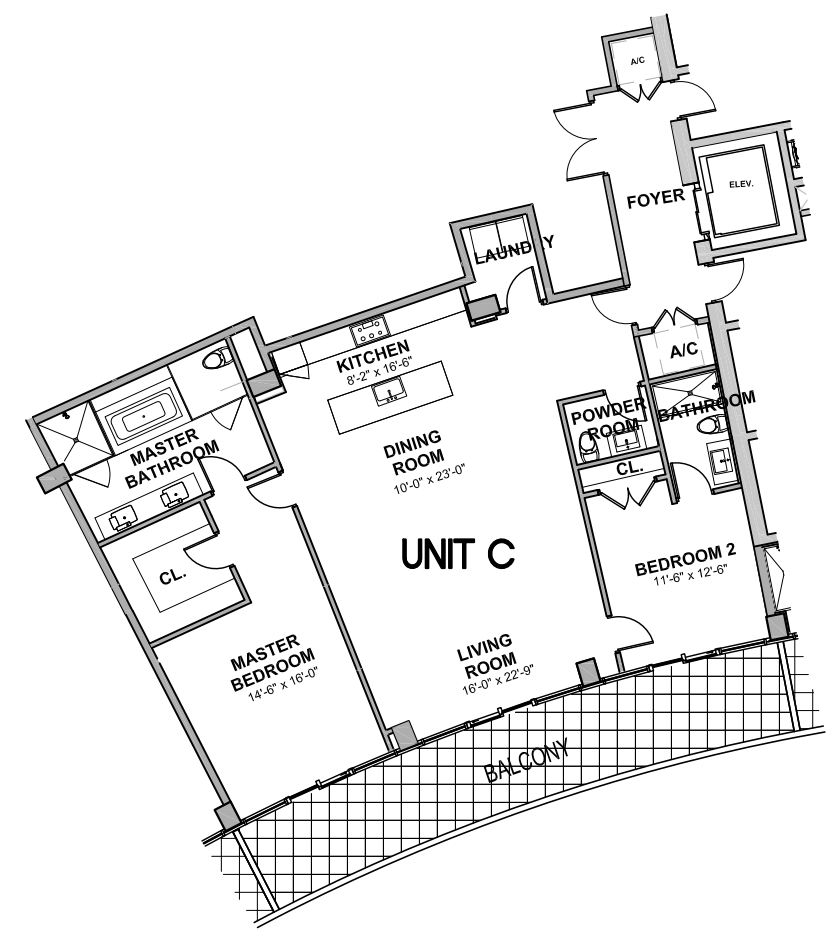 A/C
ELEV.
FOYER
LAUNDRY
KITCHEN
8'-2" x 16'-6"
A/C
POWDER
ROOM
BATHROOM
MASTER
BATHROOM
DINING
ROOM
10'-0" x 23'-0"
CL.
UNIT C
BEDROOM 2
11'-6" x 12'-6"
CL.
MASTER
BEDROOM
14'-6" x 16'-0"
LIVING
ROOM
16'-0" x 22'-9"
BALCONY